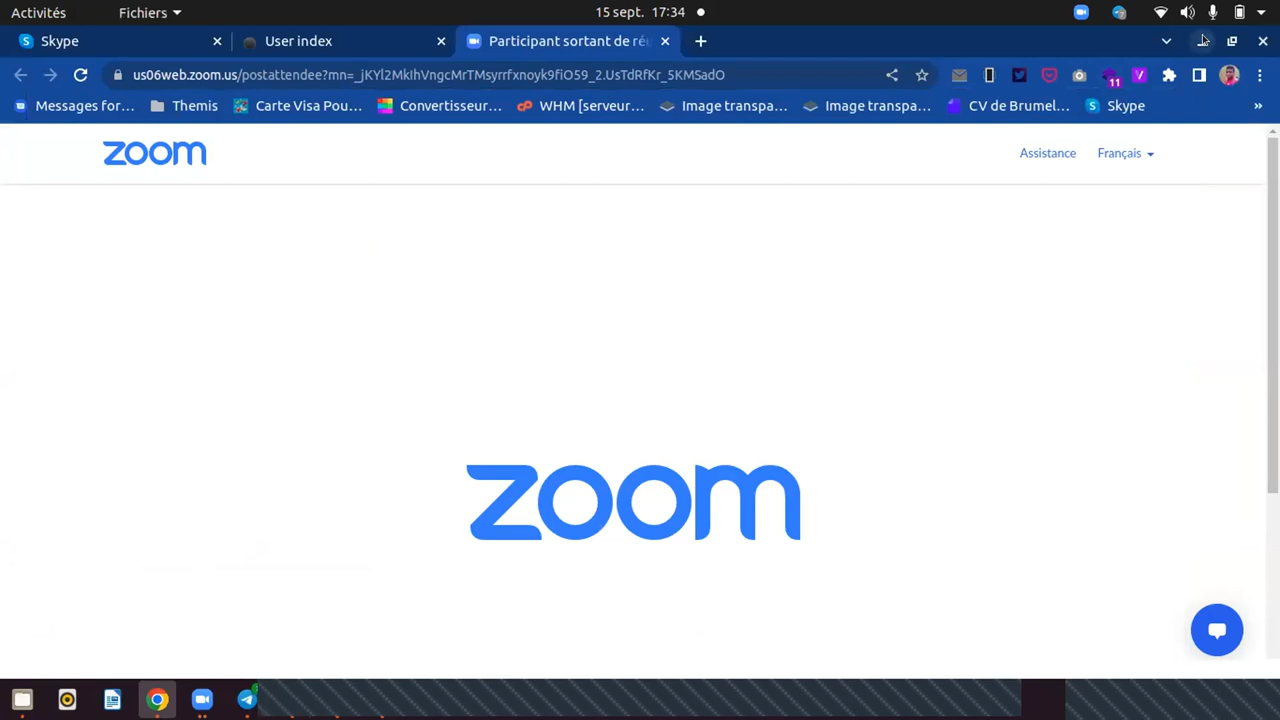 Activités
Fichiers
15 sept. 17:34
Skype
User index
Participant sortant de ré
us06web.zoom.us/postattendee?mn=_jKYl2MkIhVngcMrTMsyrrfxnoyk9fiO59_2.UsTdRfKr_5KMSadO
11
Messages for...
Themis
Carte Visa Pou...
Convertisseur...
WHM [serveur...
Image transpa...
Image transpa...
CV de Brumel...
Skype
»
zoom
Assistance
Français
zoom